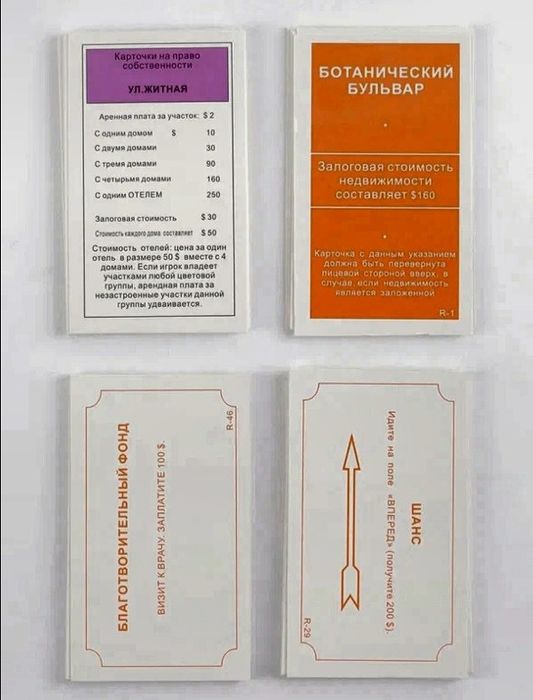 Карточки на право
собственности
УЛ.ЖИТНАЯ
Аренная плата за участок: $ 2
С одним домом $ 10
С двумя домами 30
С тремя домами 90
С четырьмя домами 160
С одним ОТЕЛЕМ 250
Залоговая стоимость $ 30
Стоимость каждого дома составляет $ 50
Стоимость отелей: цена за один
отель в размере 50 $ вместе с 4
домами. Если игрок владеет
участками любой цветовой
группы, арендная плата за
незастроенные участки данной
группы удваивается.
БОТАНИЧЕСКИЙ
БУЛЬВАР
Залоговая стоимость
недвижимости
составляет $160
Карточка с данным указанием
должна быть перевернута
лицевой стороной вверх, в
случае, если недвижимость
является заложенной
R-1
БЛАГОТВОРИТЕЛЬНЫЙ ФОНД
ВИЗИТ К ВРАЧУ. ЗАПЛАТИТЕ 100 $.
R-46
ШАНС
Идите на поле «ВПЕРЕД» (получите 200 $).
R-29